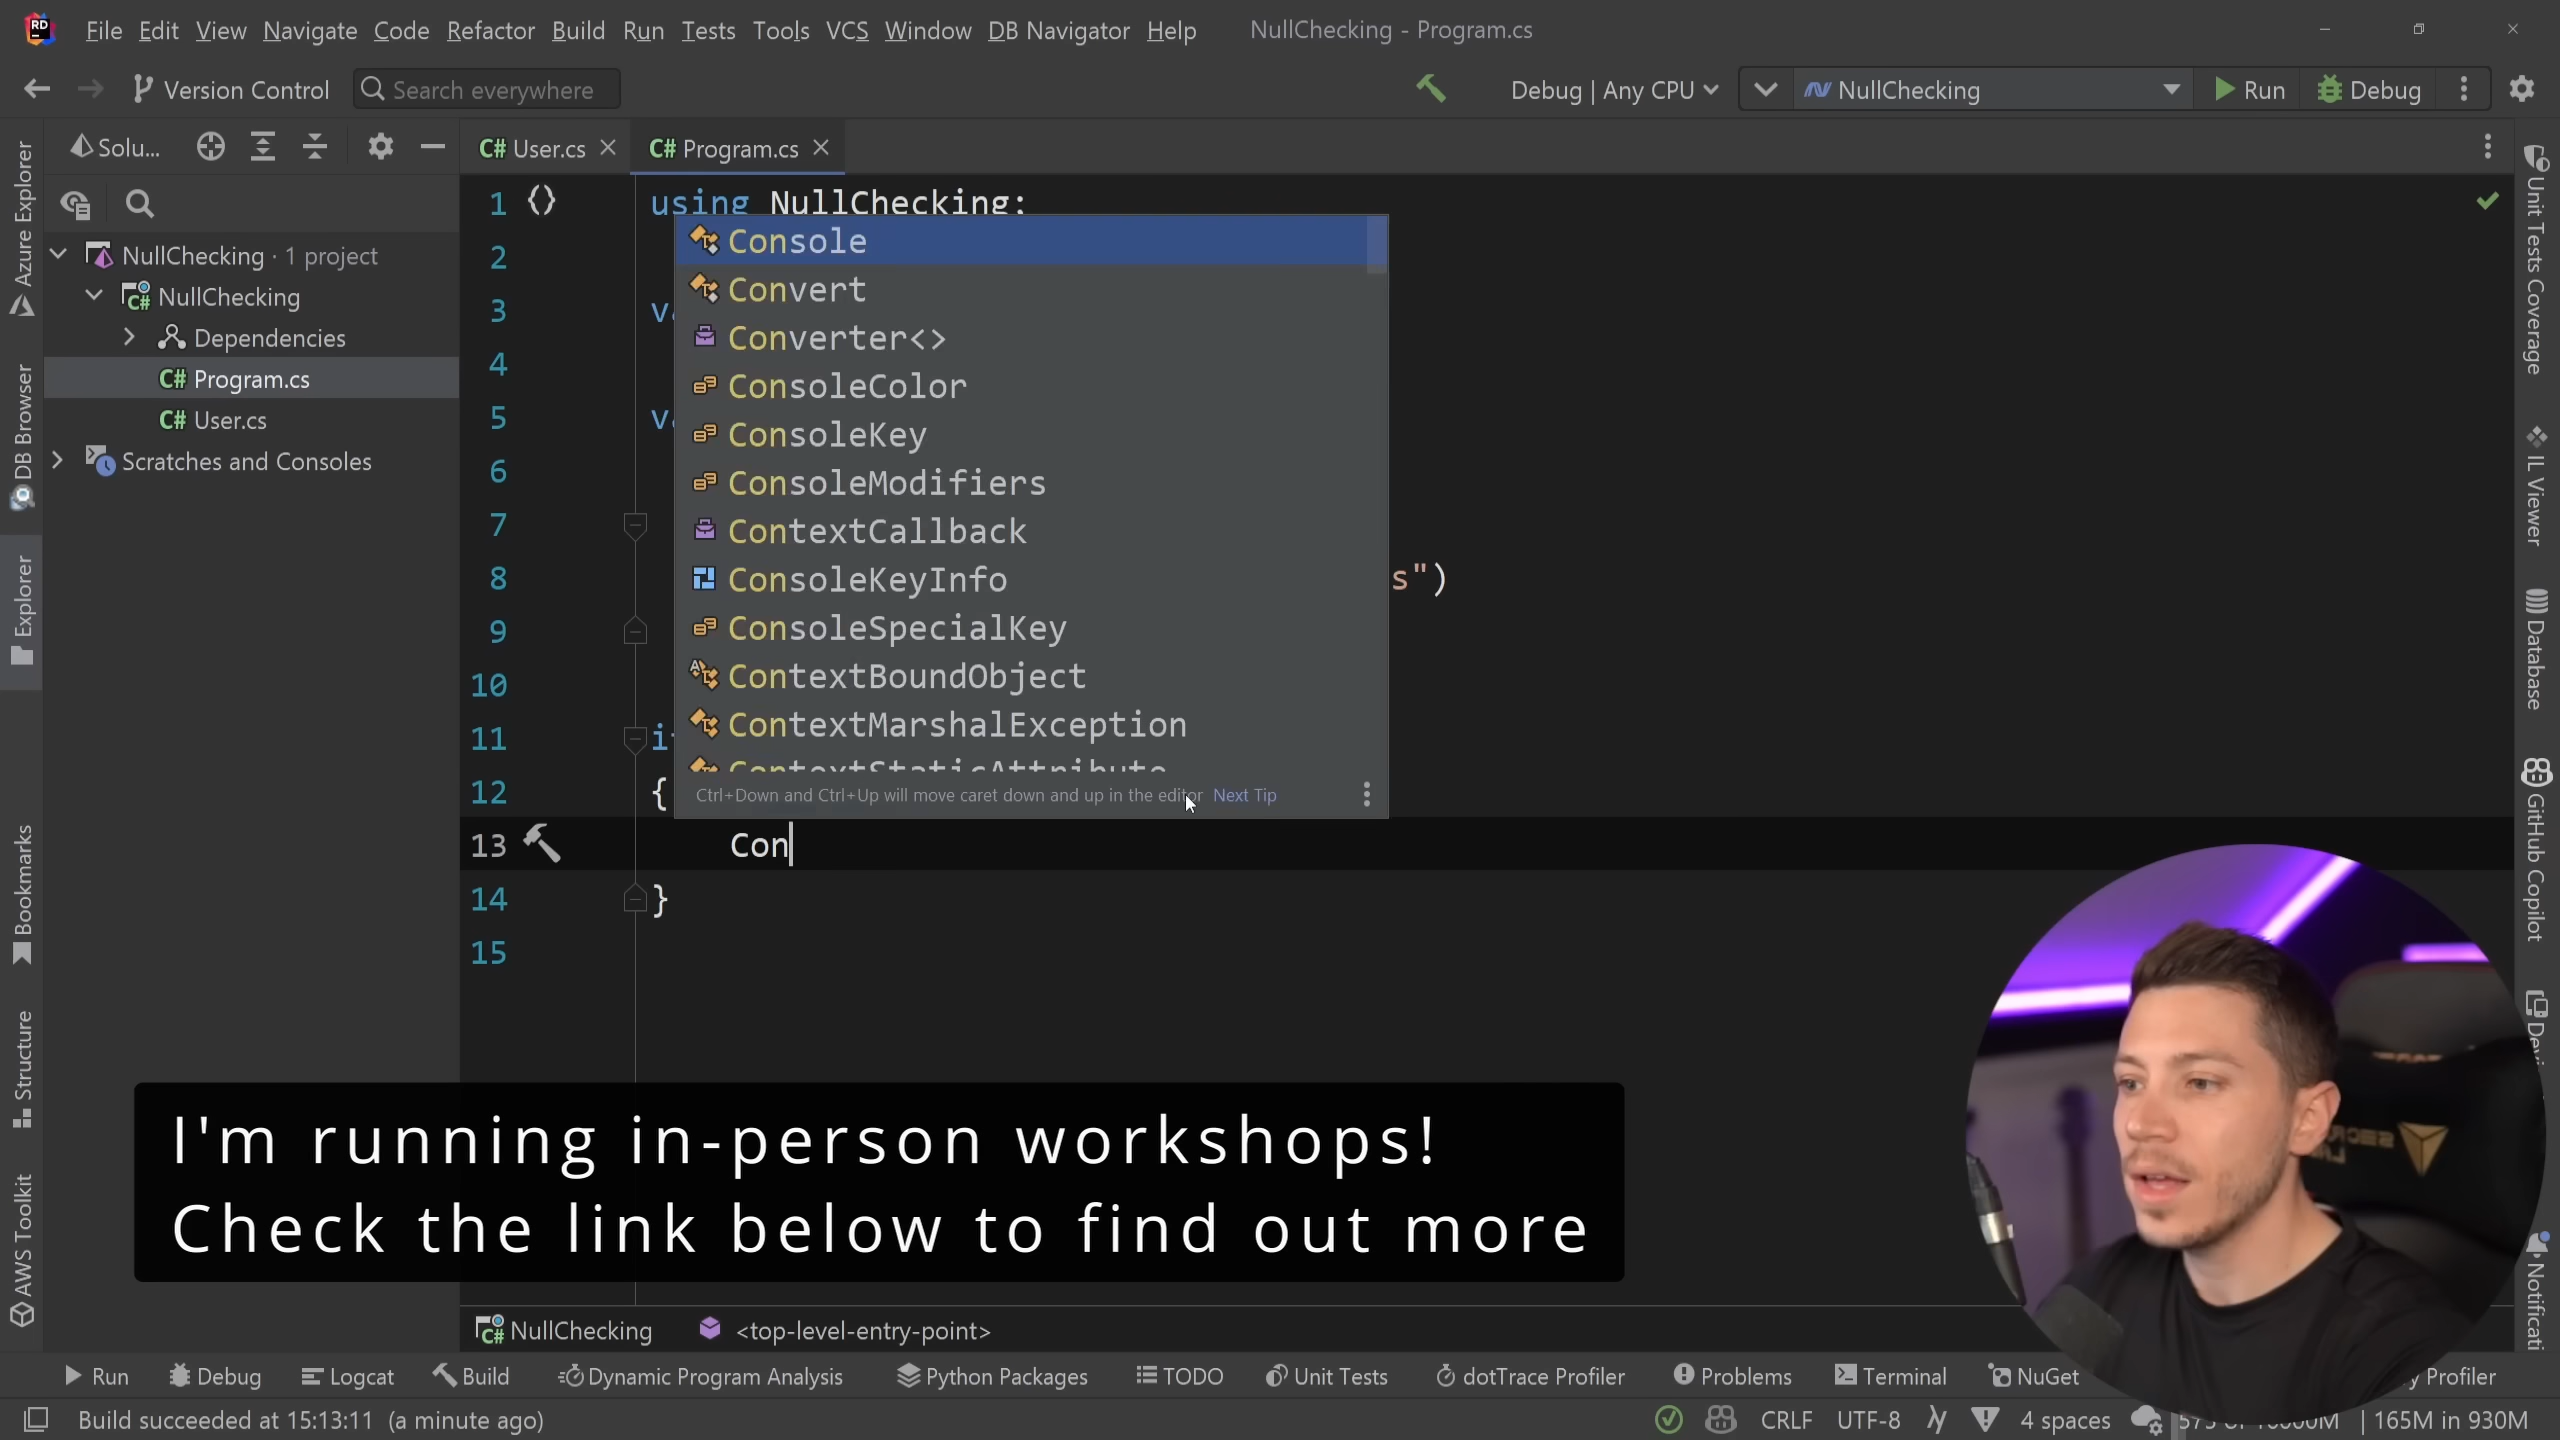 File Edit View Navigate Code Refactor Build Run Tests Tools VCS Window DB Navigator Help NullChecking - Program.cs
Version Control Search everywhere Debug | Any CPU NullChecking Run Debug
Solu... C# User.cs C# Program.cs
NullChecking · 1 project
NullChecking
Dependencies
C# Program.cs
C# User.cs
Scratches and Consoles
Azure Explorer
DB Browser
Explorer
Bookmarks
Structure
AWS Toolkit
1 using NullChecking;
2
3 va
4
5 va
6
7
8 s")
9
10
11 if
12 {
13 Con
14 }
15
Console
Convert
Converter<>
ConsoleColor
ConsoleKey
ConsoleModifiers
ContextCallback
ConsoleKeyInfo
ConsoleSpecialKey
ContextBoundObject
ContextMarshalException
ContextStaticAttribute
Ctrl+Down and Ctrl+Up will move caret down and up in the editor Next Tip
Unit Tests Coverage
IL Viewer
Database
GitHub Copilot
I'm running in-person workshops!
Check the link below to find out more
NullChecking <top-level-entry-point>
Run Debug Logcat Build Dynamic Program Analysis Python Packages TODO Unit Tests dotTrace Profiler Problems Terminal NuGet Profiler
Build succeeded at 15:13:11 (a minute ago) CRLF UTF-8 4 spaces 165M in 930M